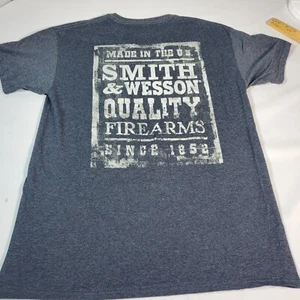 MADE IN THE U.S.
SMITH
& WESSON
QUALITY
FIREARMS
SINCE 1852